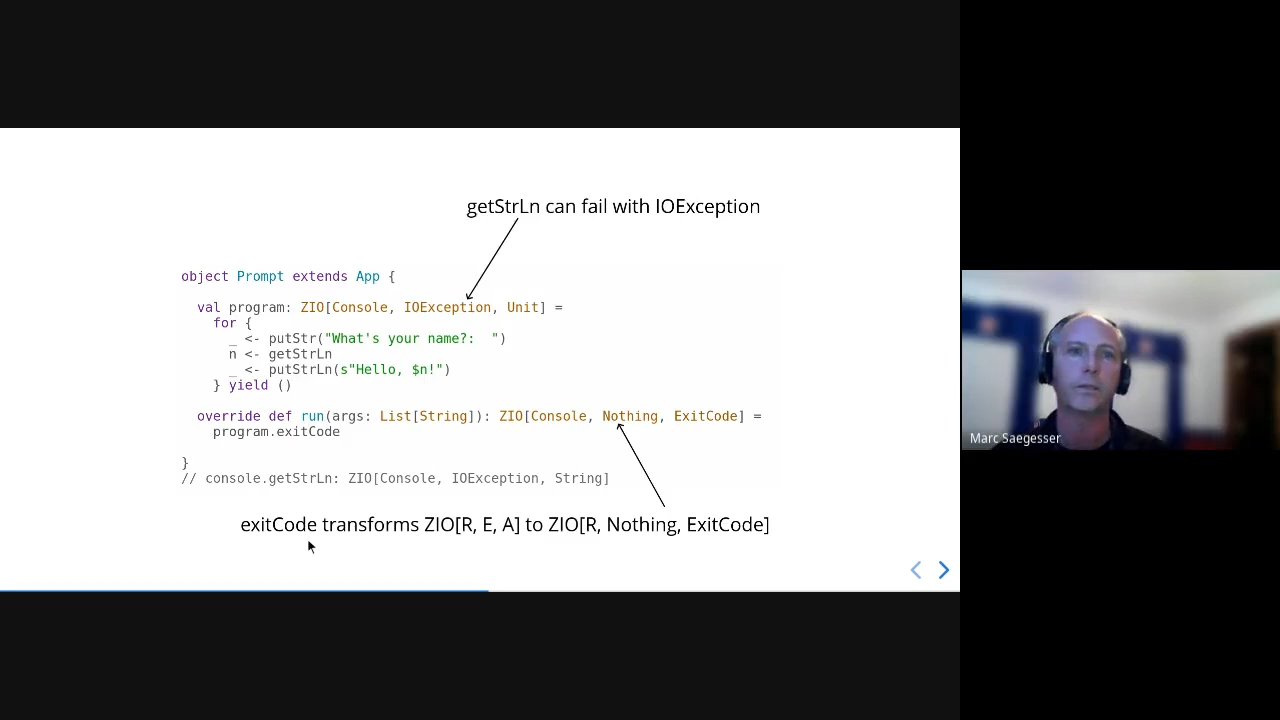 getStrLn can fail with IOException
object Prompt extends App {
val program: ZIO[Console, IOException, Unit] =
for {
_ <- putStr("What's your name?:  ")
n <- getStrLn
_ <- putStrLn(s"Hello, $n!")
} yield ()
override def run(args: List[String]): ZIO[Console, Nothing, ExitCode] =
program.exitCode
}
// console.getStrLn: ZIO[Console, IOException, String]
exitCode transforms ZIO[R, E, A] to ZIO[R, Nothing, ExitCode]
Marc Saegesser